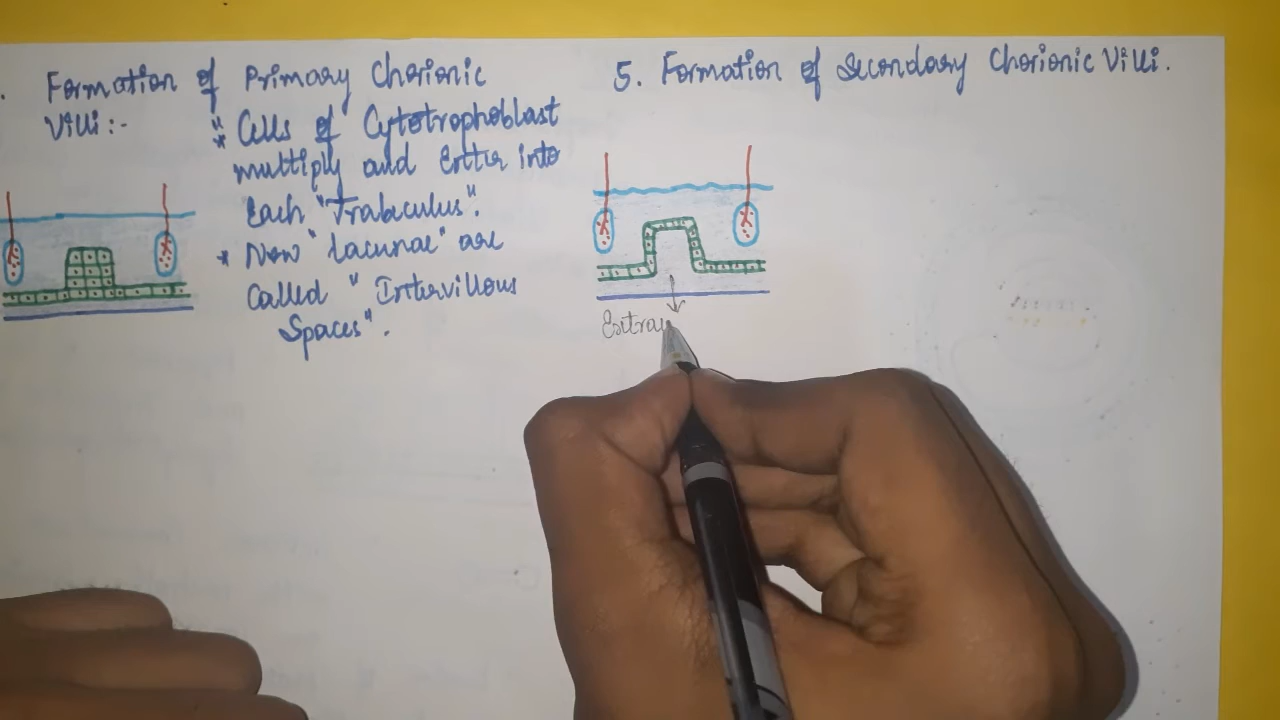 Formation of Primary Chorionic
Villi :-
* Cells of Cytotrophoblast
multiply and Enter into
Each "Trabeculus".
* Now "lacunae" are
Called "Intervillous
Spaces".
5. Formation of Secondary Chorionic Villi.
Extra